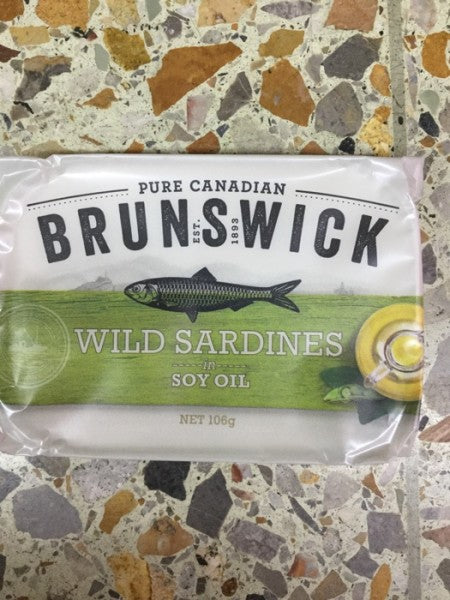 PURE CANADIAN
BRUNSWICK
EST. 1893
WILD SARDINES
IN
SOY OIL
NET 106g